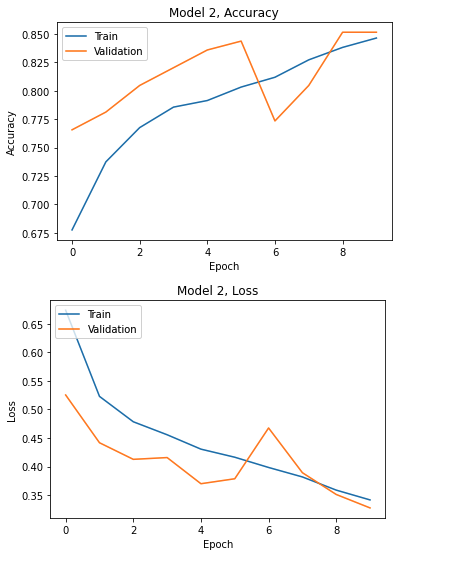 Model 2, Accuracy
0.850
0.825
0.800
0.775
0.750
0.725
0.700
0.675
Accuracy
Train
Validation
0 2 4 6 8
Epoch
Model 2, Loss
0.65
0.60
0.55
0.50
0.45
0.40
0.35
Loss
Train
Validation
0 2 4 6 8
Epoch